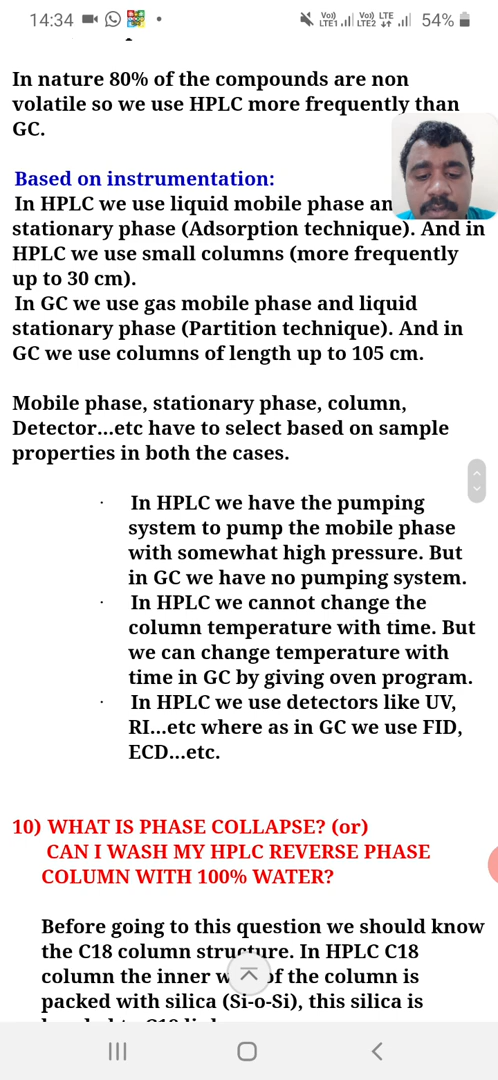 14:34
Vo)) LTE1 Vo)) LTE LTE2 54%
In nature 80% of the compounds are non
volatile so we use HPLC more frequently than
GC.
Based on instrumentation:
In HPLC we use liquid mobile phase an
stationary phase (Adsorption technique). And in
HPLC we use small columns (more frequently
up to 30 cm).
In GC we use gas mobile phase and liquid
stationary phase (Partition technique). And in
GC we use columns of length up to 105 cm.
Mobile phase, stationary phase, column,
Detector...etc have to select based on sample
properties in both the cases.
· In HPLC we have the pumping
system to pump the mobile phase
with somewhat high pressure. But
in GC we have no pumping system.
· In HPLC we cannot change the
column temperature with time. But
we can change temperature with
time in GC by giving oven program.
· In HPLC we use detectors like UV,
RI...etc where as in GC we use FID,
ECD...etc.
10) WHAT IS PHASE COLLAPSE? (or)
CAN I WASH MY HPLC REVERSE PHASE
COLUMN WITH 100% WATER?
Before going to this question we should know
the C18 column structure. In HPLC C18
column the inner w of the column is
packed with silica (Si-o-Si), this silica is